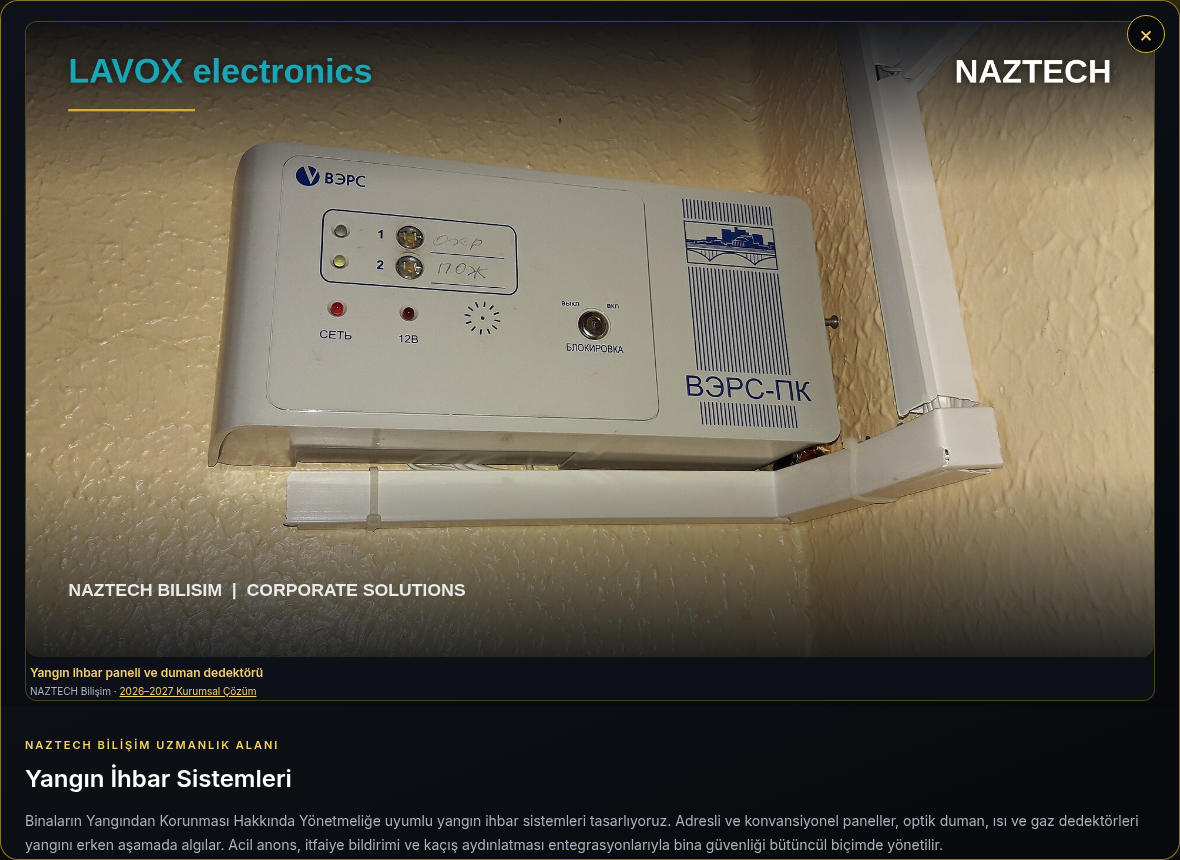 LAVOX electronics
NAZTECH
ВЭРС
1 охр
2 пож
СЕТЬ
12В
выкл вкл
БЛОКИРОВКА
ВЭРС-ПК
NAZTECH BILISIM | CORPORATE SOLUTIONS
Yangın ihbar paneli ve duman dedektörü
NAZTECH Bilişim · 2026–2027 Kurumsal Çözüm
NAZTECH BİLİŞİM UZMANLIK ALANI
Yangın İhbar Sistemleri
Binaların Yangından Korunması Hakkında Yönetmeliğe uyumlu yangın ihbar sistemleri tasarlıyoruz. Adresli ve konvansiyonel paneller, optik duman, ısı ve gaz dedektörleri
yangını erken aşamada algılar. Acil anons, itfaiye bildirimi ve kaçış aydınlatması entegrasyonlarıyla bina güvenliği bütüncül biçimde yönetilir.